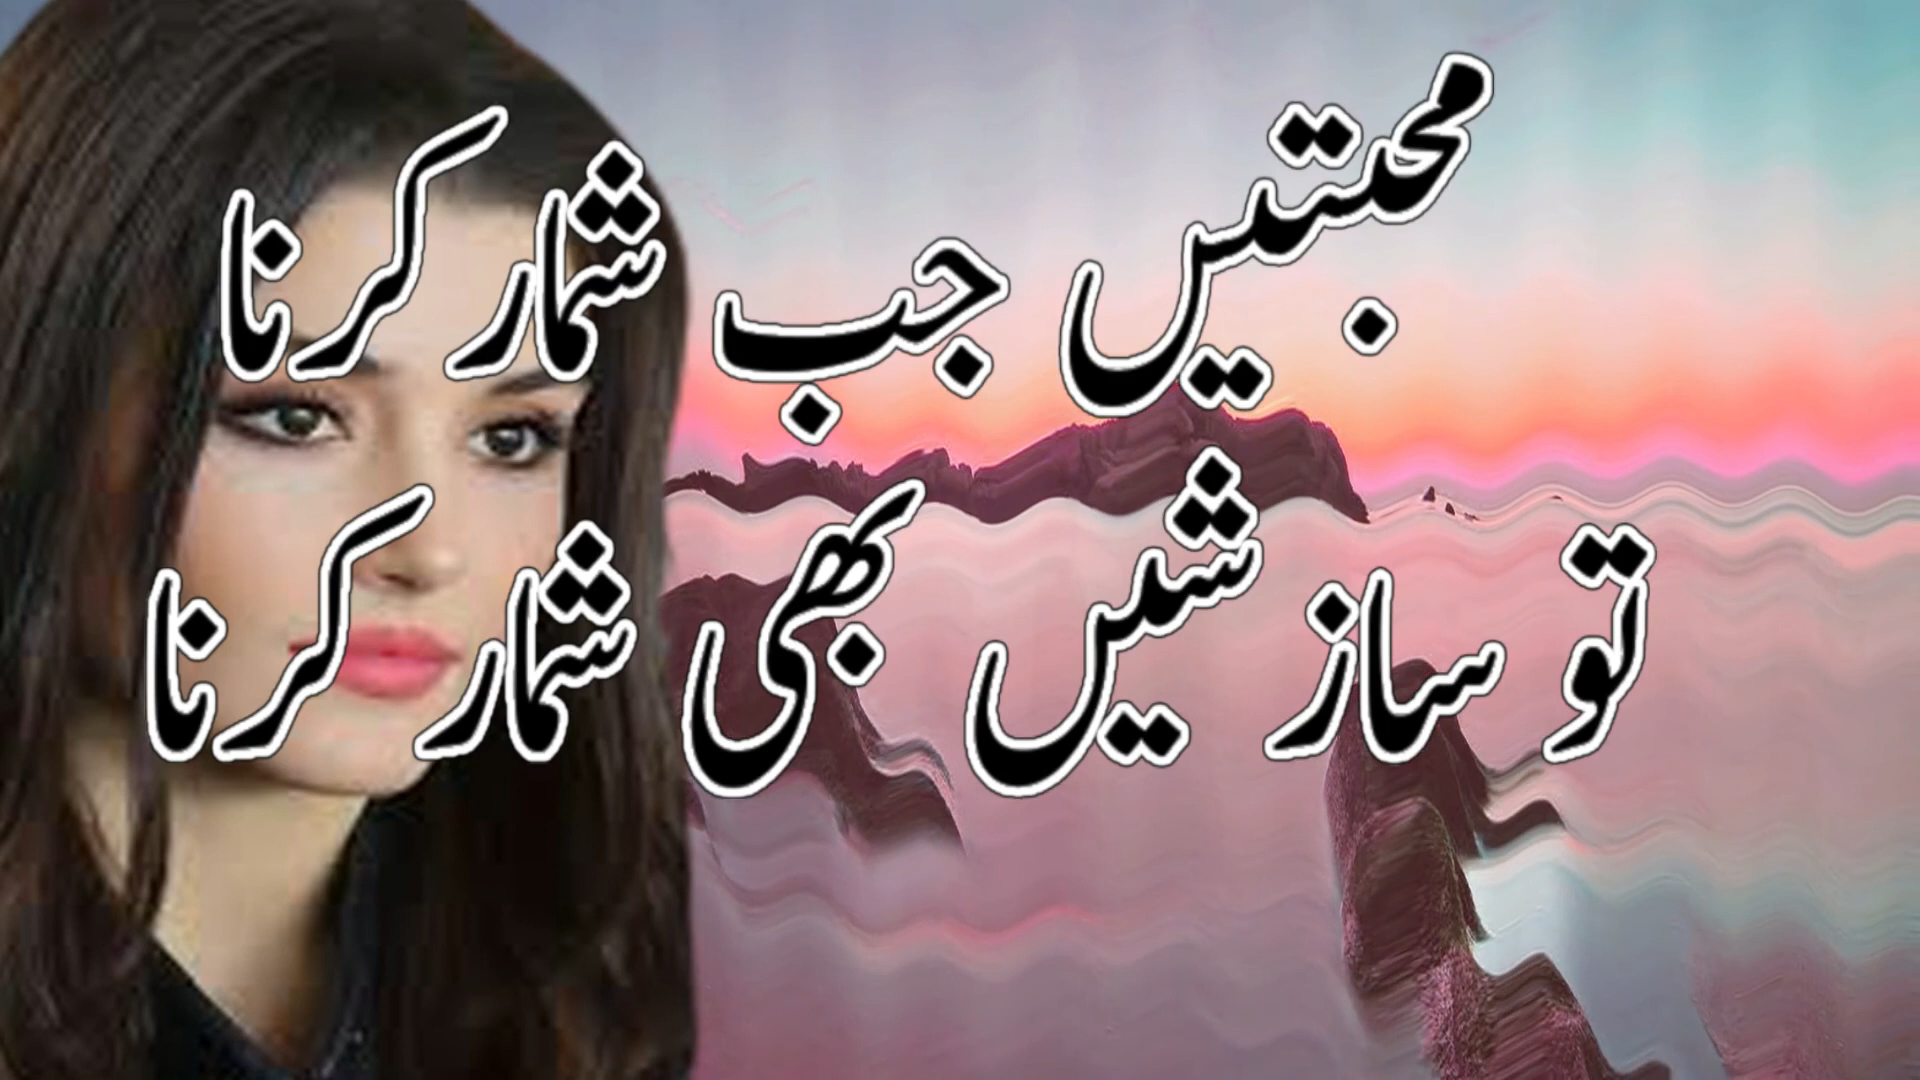 محبتیں جب شمار کرنا
تو سازشیں بھی شمار کرنا